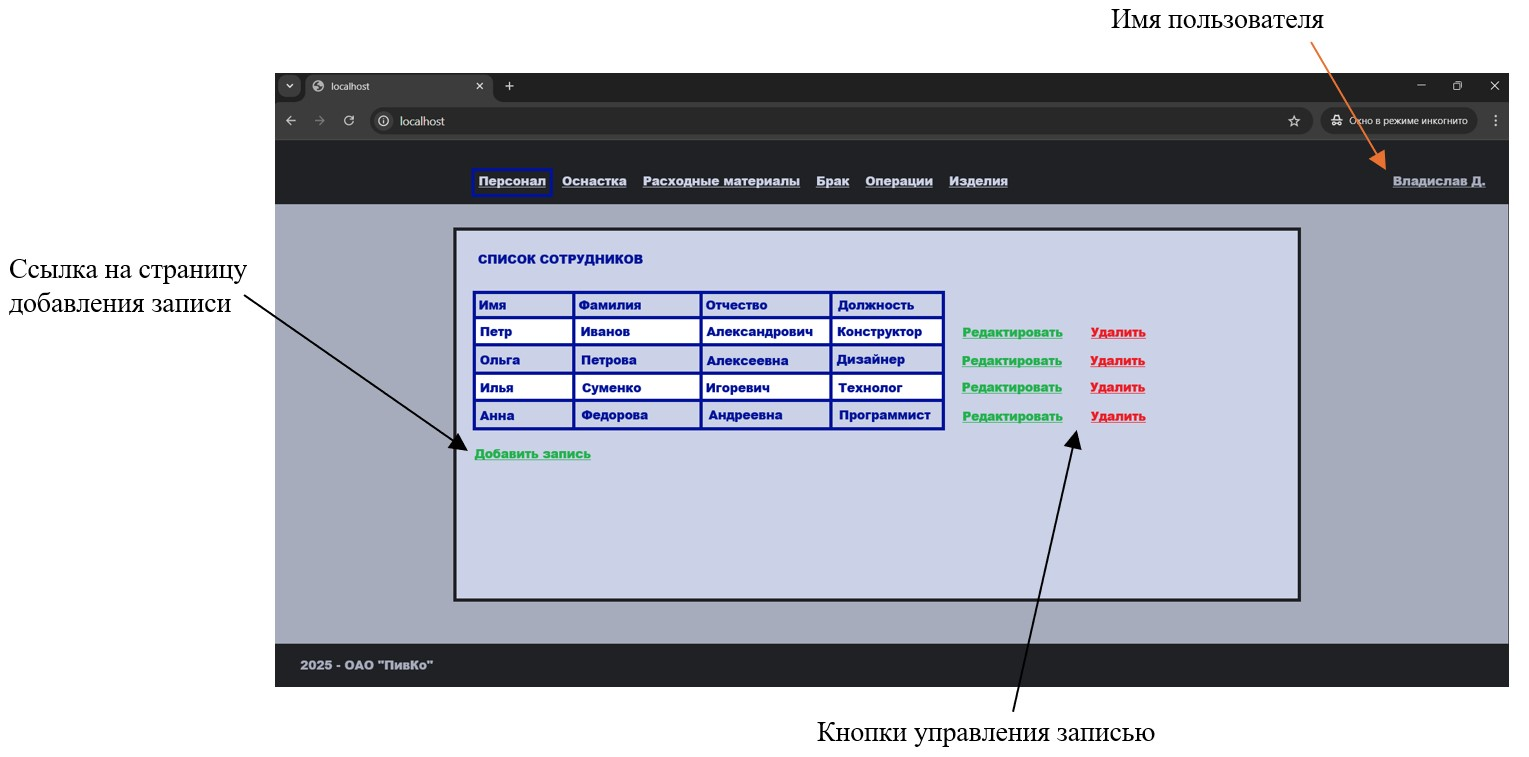 Имя пользователя
localhost
localhost
Окно в режиме инкогнито
Персонал Оснастка Расходные материалы Брак Операции Изделия Владислав Д.
Ссылка на страницу
добавления записи
СПИСОК СОТРУДНИКОВ
Имя Фамилия Отчество Должность
Петр Иванов Александрович Конструктор Редактировать Удалить
Ольга Петрова Алексеевна Дизайнер Редактировать Удалить
Илья Суменко Игоревич Технолог Редактировать Удалить
Анна Федорова Андреевна Программист Редактировать Удалить
Добавить запись
2025 - ОАО "ПивКо"
Кнопки управления записью